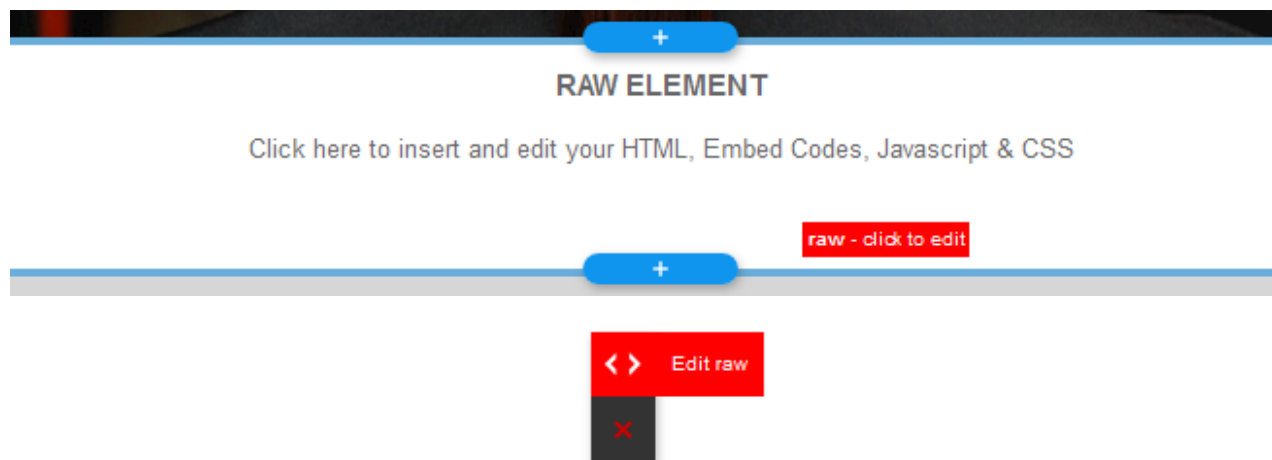 +
RAW ELEMENT
Click here to insert and edit your HTML, Embed Codes, Javascript & CSS
raw - click to edit
+
Edit raw